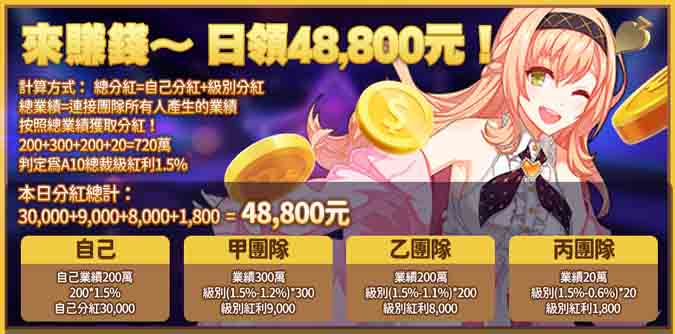 來賺錢～ 日領48,800元！
計算方式： 總分紅=自己分紅+級別分紅
總業績=連接團隊所有人產生的業績
按照總業績獲取分紅！
200+300+200+20=720萬
判定爲A10總裁級紅利1.5%
本日分紅總計：
30,000+9,000+8,000+1,800 = 48,800元
自己
自己業績200萬
200*1.5%
自己分紅30,000
甲團隊
業績300萬
級別(1.5%-1.2%)*300
級別紅利9,000
乙團隊
業績200萬
級別(1.5%-1.1%)*200
級別紅利8,000
丙團隊
業績20萬
級別(1.5%-0.6%)*20
級別紅利1,800